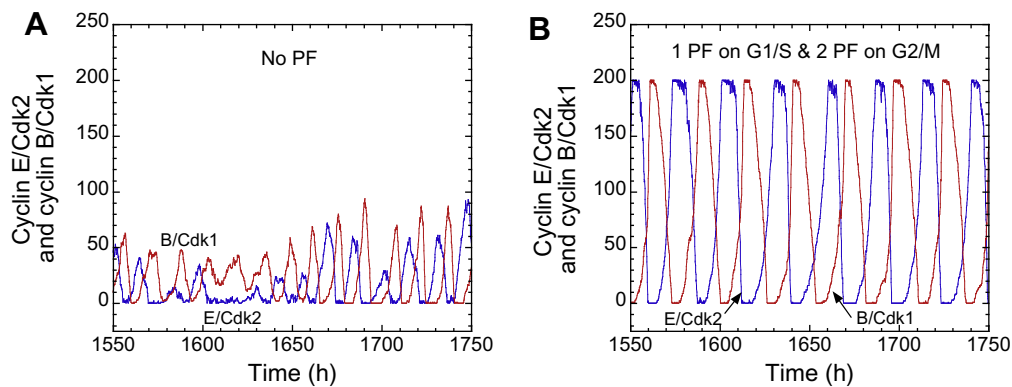 A
No PF
Cyclin E/Cdk2
and cyclin B/Cdk1
250
200
150
100
50
0
B/Cdk1
E/Cdk2
1550 1600 1650 1700 1750
Time (h)
B
1 PF on G1/S & 2 PF on G2/M
Cyclin E/Cdk2
and cyclin B/Cdk1
250
200
150
100
50
0
E/Cdk2
B/Cdk1
1550 1600 1650 1700 1750
Time (h)